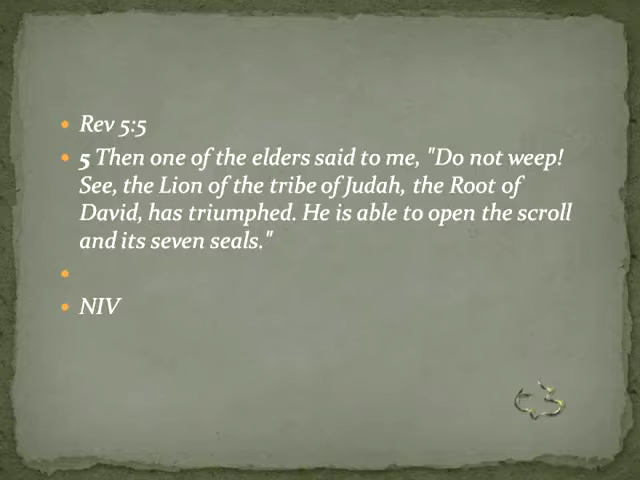 Rev 5:5
5 Then one of the elders said to me, "Do not weep!
See, the Lion of the tribe of Judah, the Root of
David, has triumphed. He is able to open the scroll
and its seven seals."
NIV